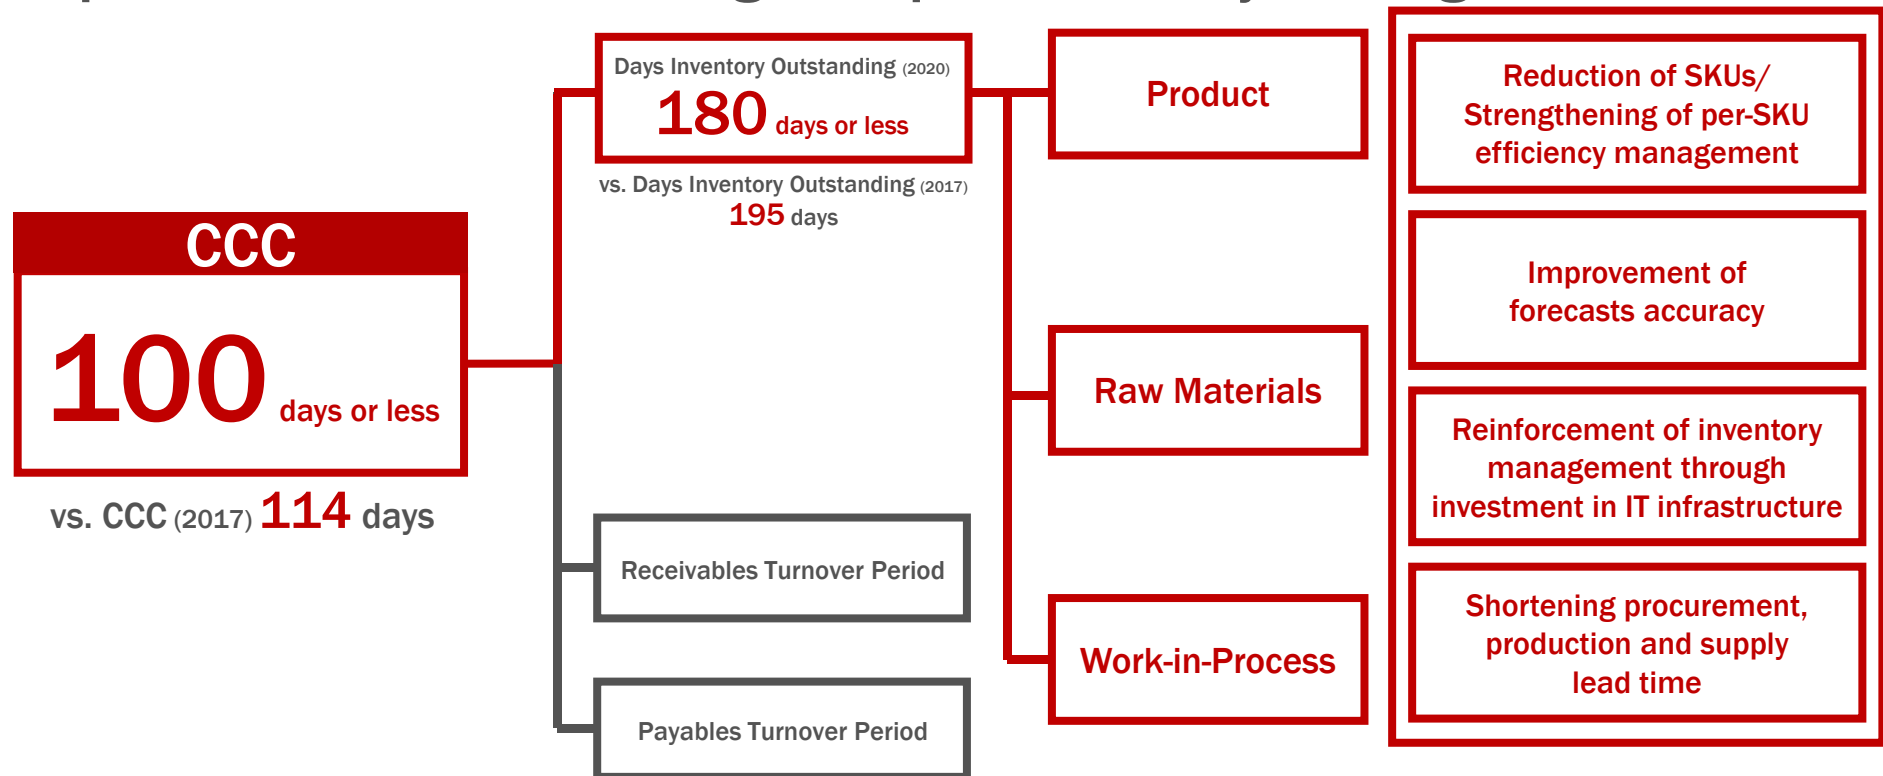 CCC
100 days or less
vs. CCC (2017) 114 days
Days Inventory Outstanding (2020)
180 days or less
vs. Days Inventory Outstanding (2017)
195 days
Receivables Turnover Period
Payables Turnover Period
Product
Raw Materials
Work-in-Process
Reduction of SKUs/
Strengthening of per-SKU
efficiency management
Improvement of
forecasts accuracy
Reinforcement of inventory
management through
investment in IT infrastructure
Shortening procurement,
production and supply
lead time